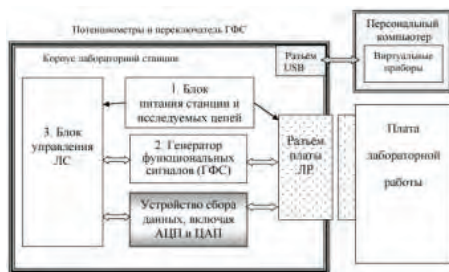 Потенциометры и переключатель ГФС
Корпус лабораторной станции
Разъём
USB
Персональный
компьютер
Виртуальные
приборы
1. Блок
питания станции и
исследуемых цепей
3. Блок
управления
ЛС
2. Генератор
функциональных
сигналов (ГФС)
Устройство сбора
данных, включая
АЦП и ЦАП
Разъем
платы
ЛР
Плата
лабораторной
работы